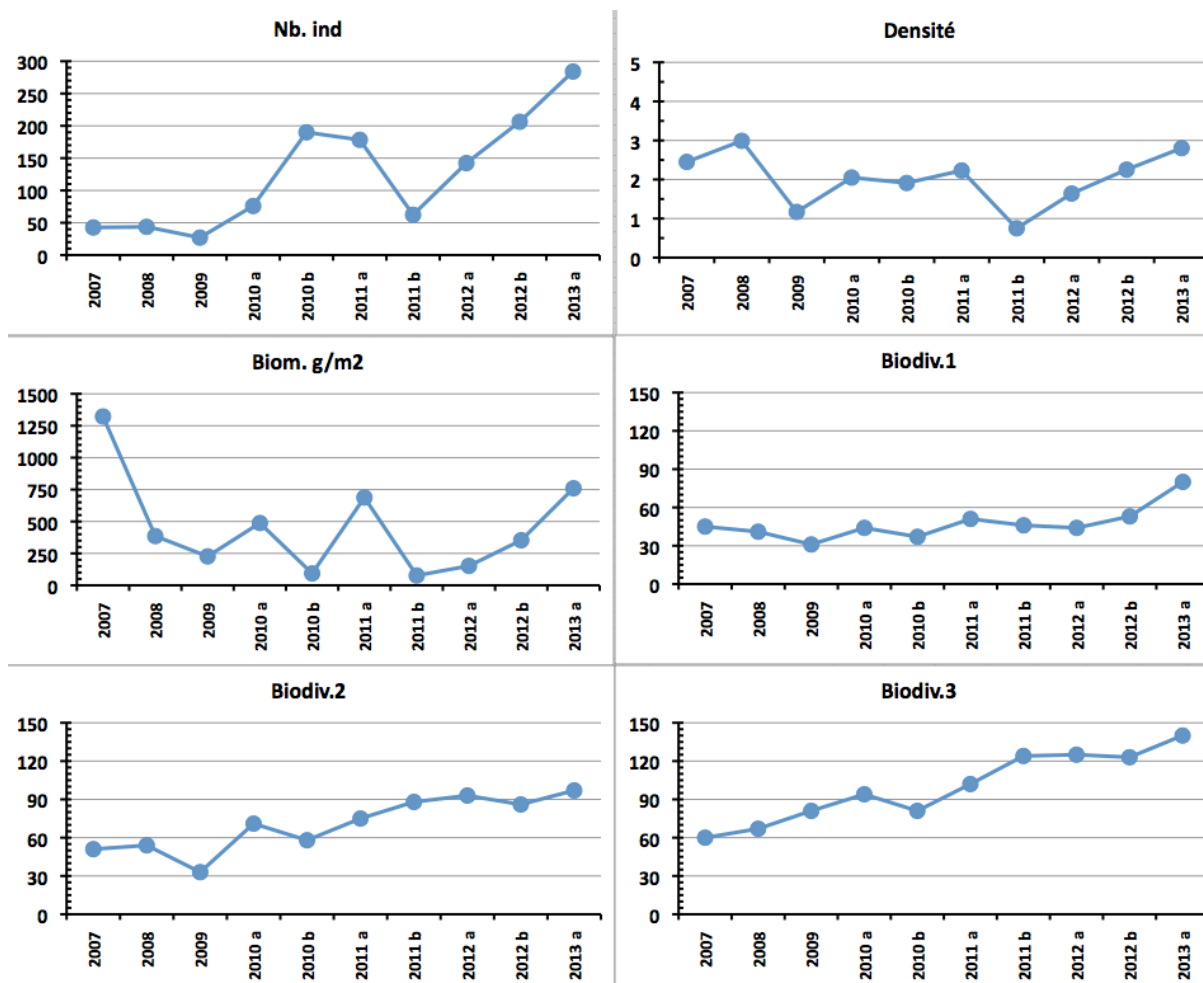 Nb. ind
300
250
200
150
100
50
0
2007
2008
2009
2010 a
2010 b
2011 a
2011 b
2012 a
2012 b
2013 a
Densité
5
4
3
2
1
0
2007
2008
2009
2010 a
2010 b
2011 a
2011 b
2012 a
2012 b
2013 a
Biom. g/m2
1500
1250
1000
750
500
250
0
2007
2008
2009
2010 a
2010 b
2011 a
2011 b
2012 a
2012 b
2013 a
Biodiv.1
150
120
90
60
30
0
2007
2008
2009
2010 a
2010 b
2011 a
2011 b
2012 a
2012 b
2013 a
Biodiv.2
150
120
90
60
30
0
2007
2008
2009
2010 a
2010 b
2011 a
2011 b
2012 a
2012 b
2013 a
Biodiv.3
150
120
90
60
30
0
2007
2008
2009
2010 a
2010 b
2011 a
2011 b
2012 a
2012 b
2013 a